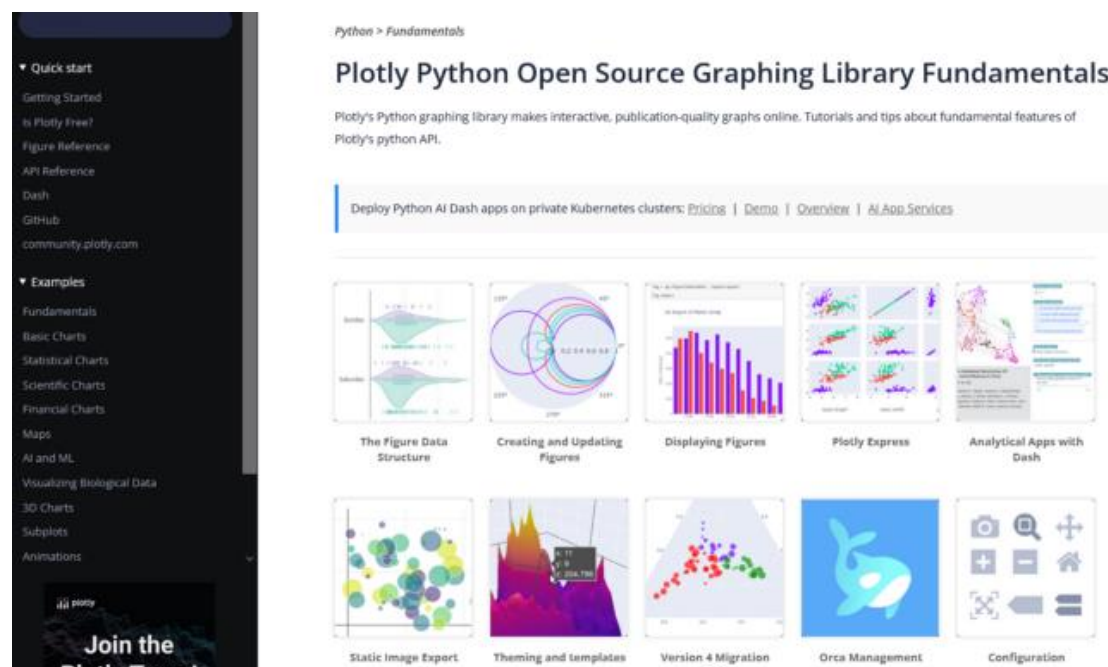 Quick start
Getting Started
Is Plotly Free?
Figure Reference
API Reference
Dash
GitHub
community.plotly.com
Examples
Fundamentals
Basic Charts
Statistical Charts
Scientific Charts
Financial Charts
Maps
AI and ML
Visualizing Biological Data
3D Charts
Subplots
Animations
plotly
Join the
Python > Fundamentals
Plotly Python Open Source Graphing Library Fundamentals
Plotly's Python graphing library makes interactive, publication-quality graphs online. Tutorials and tips about fundamental features of
Plotly's python API.
Deploy Python AI Dash apps on private Kubernetes clusters: Pricing | Demo | Overview | AI App Services
The Figure Data
Structure
Creating and Updating
Figures
Displaying Figures
Plotly Express
Analytical Apps with
Dash
Static Image Export
Theming and templates
Version 4 Migration
Orca Management
Configuration